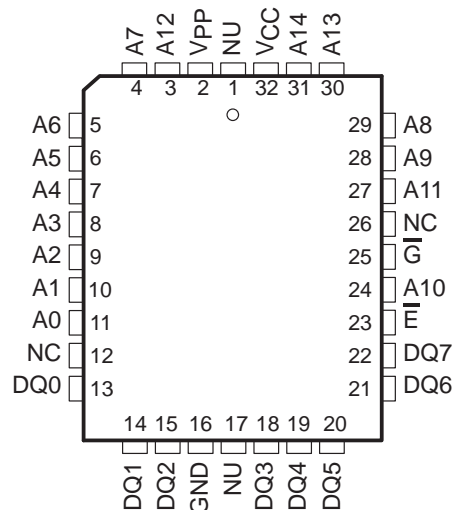 A7 A12 VPP NU VCC A14 A13
4 3 2 1 32 31 30
A6 5 29 A8
A5 6 28 A9
A4 7 27 A11
A3 8 26 NC
A2 9 25 G̅
A1 10 24 A10
A0 11 23 E̅
NC 12 22 DQ7
DQ0 13 21 DQ6
14 15 16 17 18 19 20
DQ1 DQ2 GND NU DQ3 DQ4 DQ5